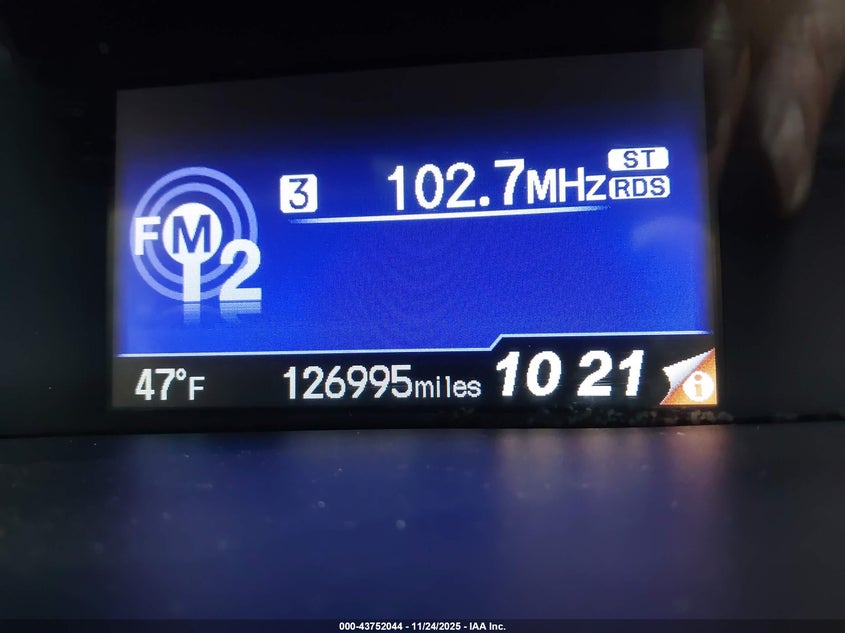 3 102.7MHz ST
RDS
FM
2
47°F 126995miles 10 21 i
000-43752044 - 11/24/2025 - IAA Inc.